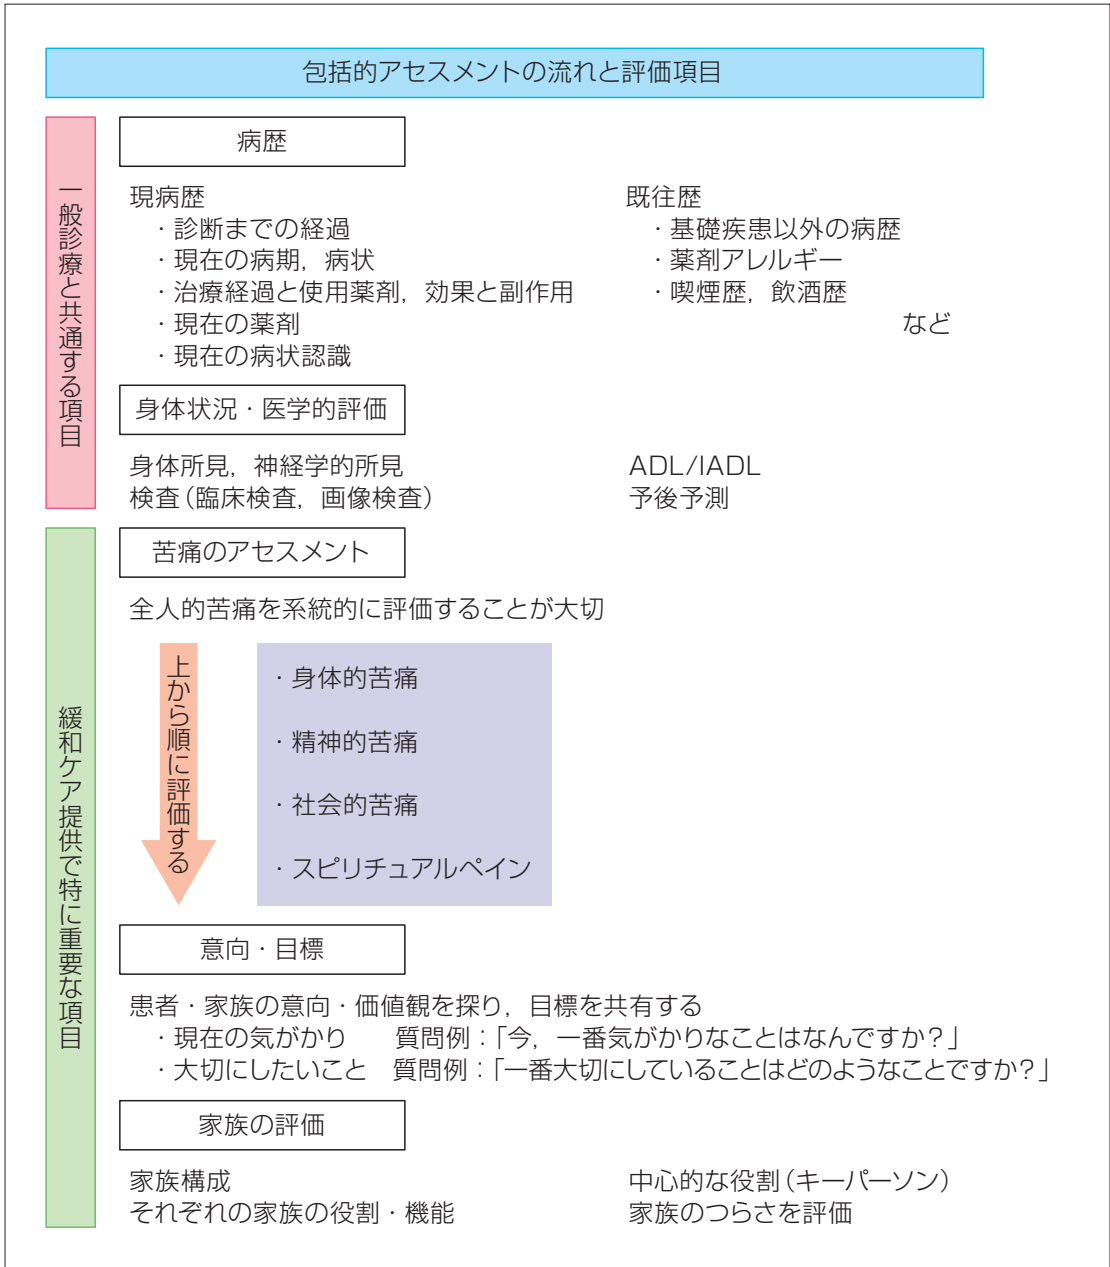 包括的アセスメントの流れと評価項目
一般診療と共通する項目
病歴
現病歴
・診断までの経過
・現在の病期，病状
・治療経過と使用薬剤，効果と副作用
・現在の薬剤
・現在の病状認識
既往歴
・基礎疾患以外の病歴
・薬剤アレルギー
・喫煙歴，飲酒歴
など
身体状況・医学的評価
身体所見，神経学的所見
検査（臨床検査，画像検査）
ADL/IADL
予後予測
緩和ケア提供で特に重要な項目
苦痛のアセスメント
全人的苦痛を系統的に評価することが大切
上から順に評価する
・身体的苦痛
・精神的苦痛
・社会的苦痛
・スピリチュアルペイン
意向・目標
患者・家族の意向・価値観を探り，目標を共有する
・現在の気がかり　質問例：「今，一番気がかりなことはなんですか？」
・大切にしたいこと　質問例：「一番大切にしていることはどのようなことですか？」
家族の評価
家族構成
それぞれの家族の役割・機能
中心的な役割（キーパーソン）
家族のつらさを評価